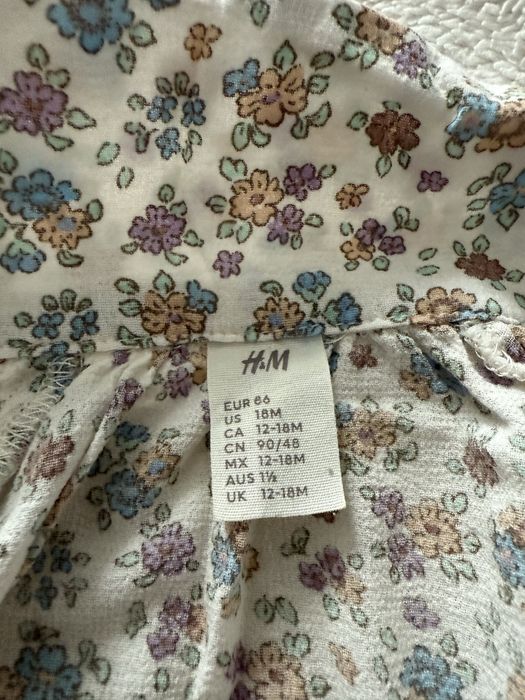 H&M
EUR 86
US 18M
CA 12-18M
CN 90/48
MX 12-18M
AUS 1½
UK 12-18M